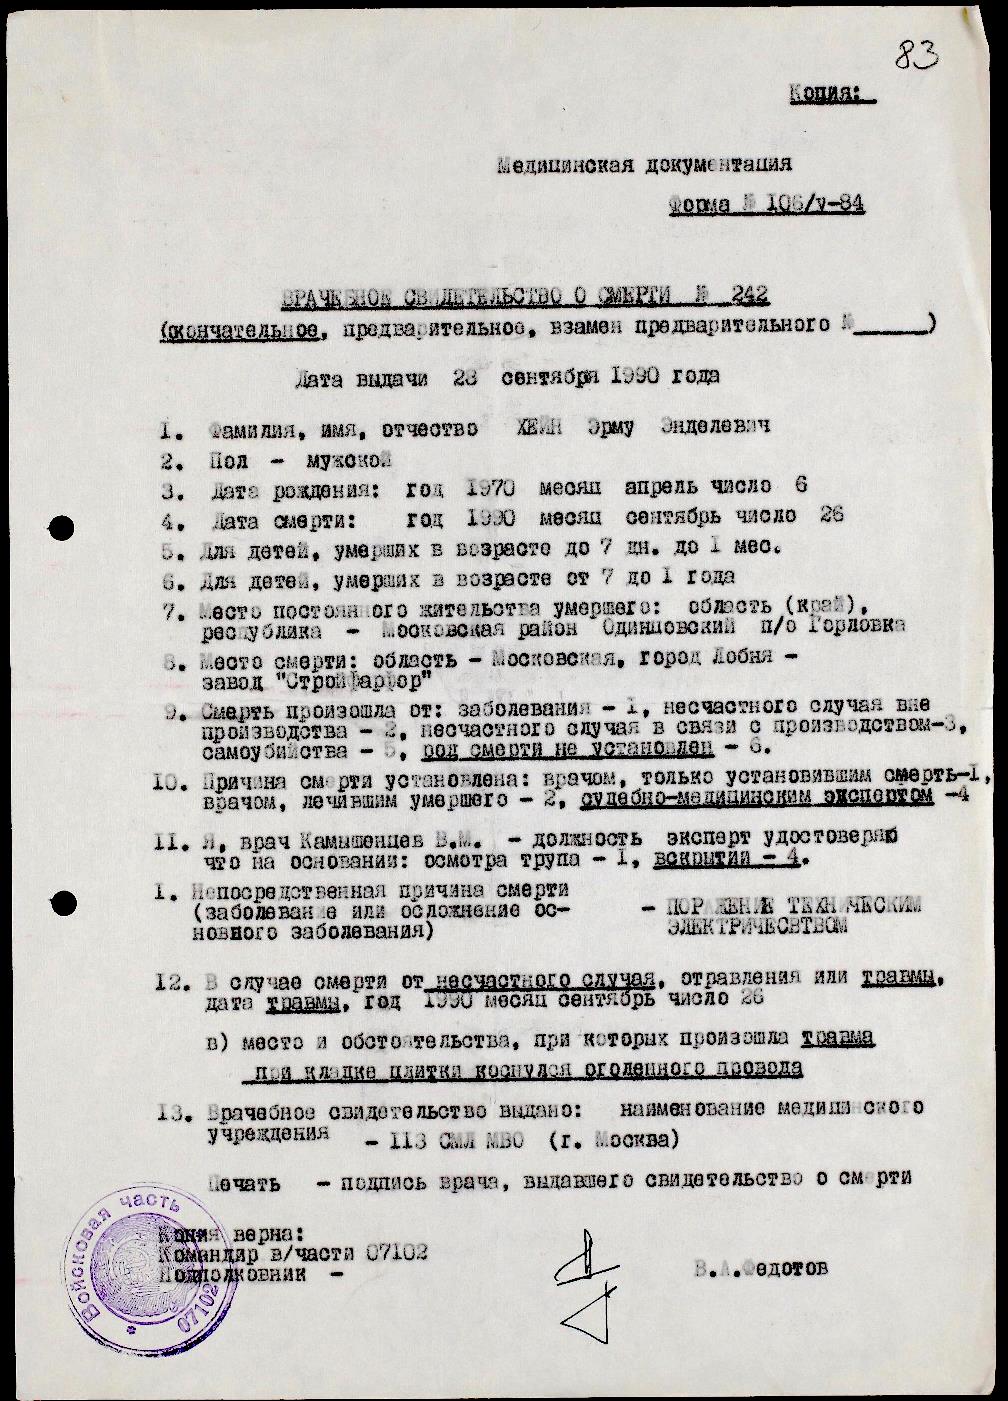 83
Копия:
Медицинская документация
Форма № 106/у-84
ВРАЧЕБНОЕ СВИДЕТЕЛЬСТВО О СМЕРТИ № 242
(окончательное, предварительное, взамен предварительного №_____)
Дата выдачи 28 сентября 1990 года
1. Фамилия, имя, отчество ХЕЙН Эрму Энделевич
2. Пол - мужской
3. Дата рождения: год 1970 месяц апрель число 6
4. Дата смерти: год 1990 месяц сентябрь число 26
5. Для детей, умерших в возрасте до 7 дн. до 1 мес.
6. Для детей, умерших в возрасте от 7 до 1 года
7. Место постоянного жительства умершего: область (край),
республика - Московская район Одинцовский п/о Горловка
8. Место смерти: область - Московская, город Лобня -
завод "Стройфарфор"
9. Смерть произошла от: заболевания - 1, несчастного случая вне
производства - 2, несчастного случая в связи с производством-3,
самоубийства - 5, род смерти не установлен - 6.
10. Причина смерти установлена: врачом, только установившим смерть-1,
врачом, лечившим умершего - 2, судебно-медицинским экспертом -4
11. Я, врач Камышенцев В.М. - должность эксперт удостоверяю
что на основании: осмотра трупа - 1, вскрытии - 4.
1. Непосредственная причина смерти
(заболевание или осложнение ос- - ПОРАЖЕНИЕ ТЕХНИЧЕСКИМ
новного заболевания) ЭЛЕКТРИЧЕСВТВОМ
12. В случае смерти от несчастного случая, отравления или травмы,
дата травмы, год 1990 месяц сентябрь число 26
в) место и обстоятельства, при которых произошла травма
при кладке плитки коснулся оголенного провода
13. Врачебное свидетельство выдано: наименование медицинского
учреждения - 113 СМЛ МВО (г. Москва)
Печать - подпись врача, выдавшего свидетельство о смерти
Копия верна:
Командир в/части 07102
Подполковник - В.А.Федотов
Войсковая часть
07102